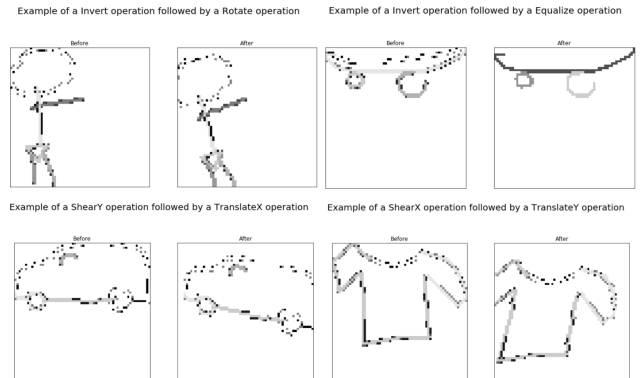 Example of a Invert operation followed by a Rotate operation
Before
After
Example of a Invert operation followed by a Equalize operation
Before
After
Example of a ShearY operation followed by a TranslateX operation
Before
After
Example of a ShearX operation followed by a TranslateY operation
Before
After